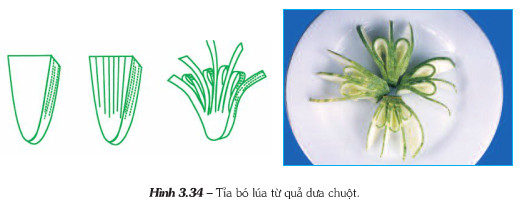 Hình 3.34 – Tỉa bó lúa từ quả dưa chuột.